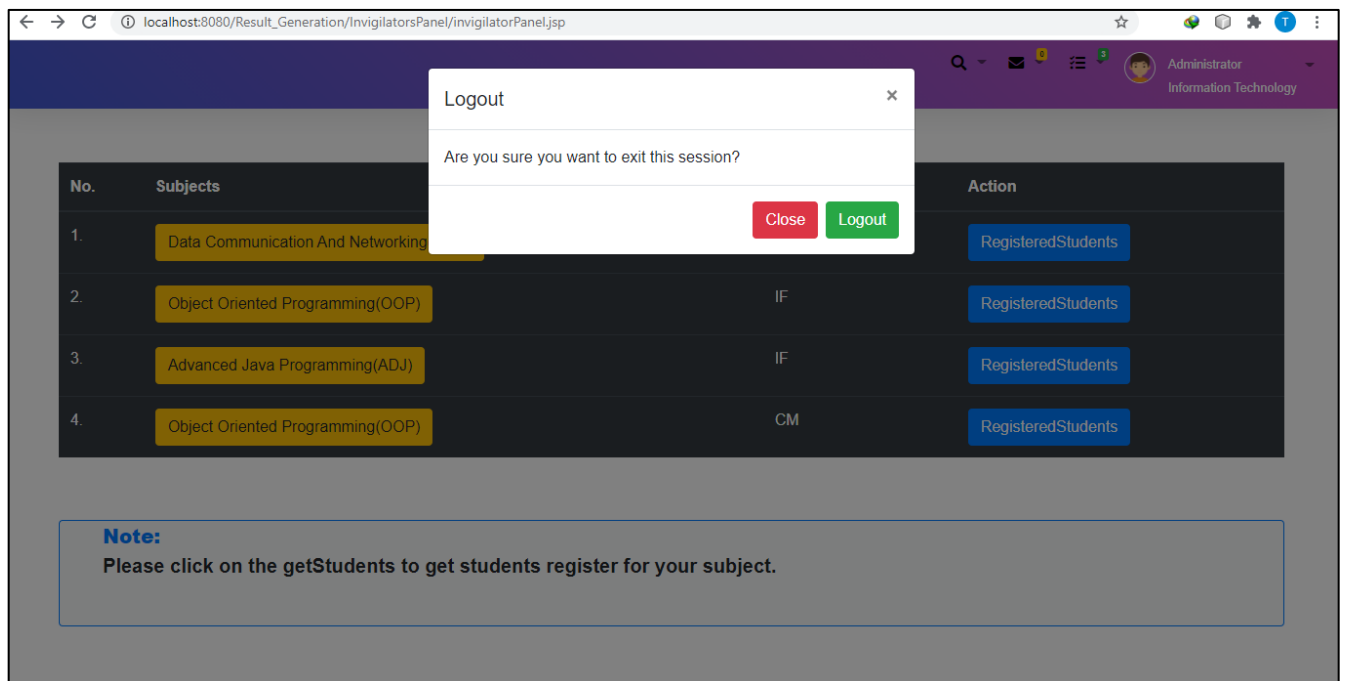 localhost:8080/Result_Generation/InvigilatorsPanel/invigilatorPanel.jsp
T
0
3
Administrator
Information Technology
Logout
×
Are you sure you want to exit this session?
Close
Logout
No.
Subjects
Action
1.
Data Communication And Networking
RegisteredStudents
2.
Object Oriented Programming(OOP)
IF
RegisteredStudents
3.
Advanced Java Programming(ADJ)
IF
RegisteredStudents
4.
Object Oriented Programming(OOP)
CM
RegisteredStudents
Note:
Please click on the getStudents to get students register for your subject.